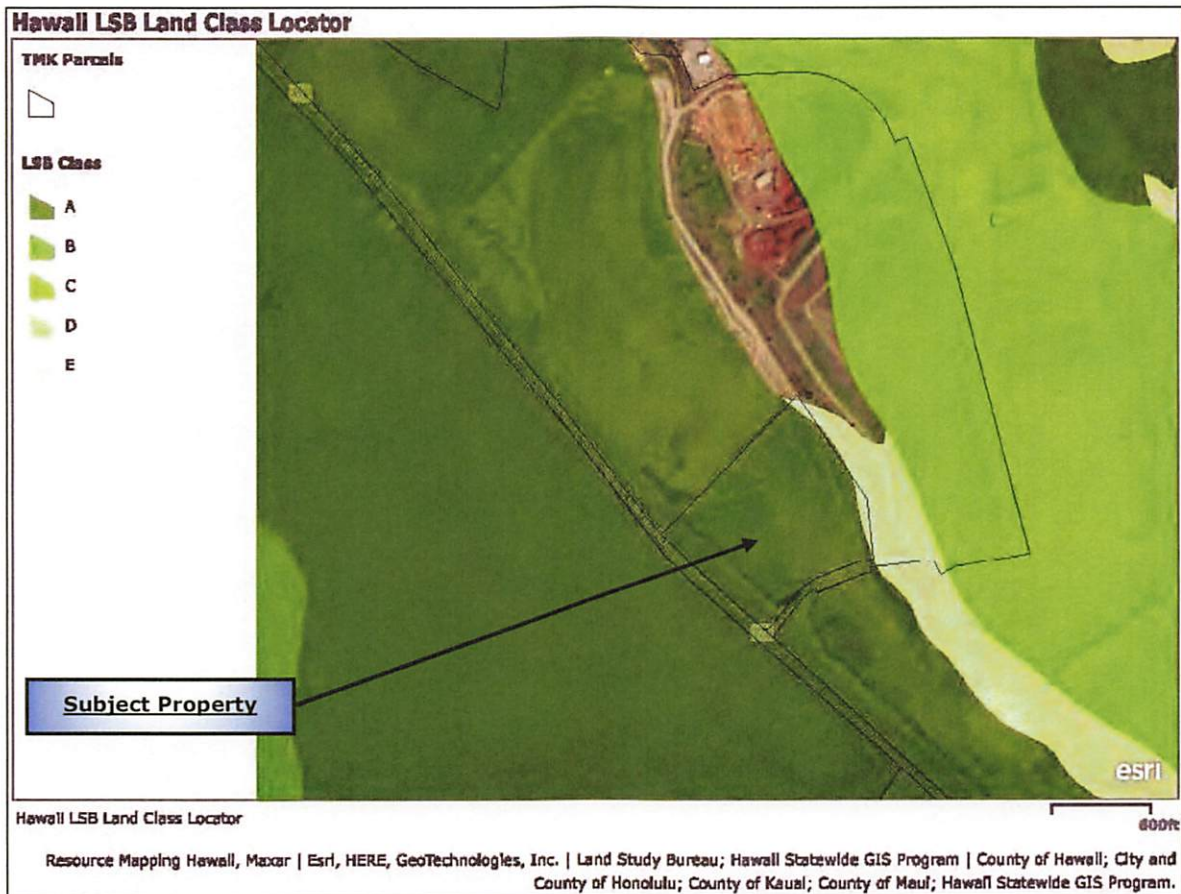 Hawaii LSB Land Class Locator
TMK Parcels
LSB Class
A
B
C
D
E
Subject Property
esri
Hawaii LSB Land Class Locator
600ft
Resource Mapping Hawaii, Maxar | Esri, HERE, GeoTechnologies, Inc. | Land Study Bureau; Hawaii Statewide GIS Program | County of Hawaii; City and
County of Honolulu; County of Kauai; County of Maui; Hawaii Statewide GIS Program.